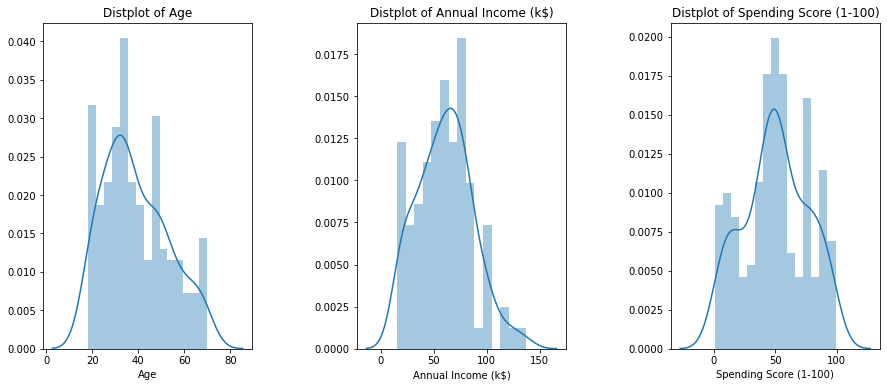 Distplot of Age
0.040
0.035
0.030
0.025
0.020
0.015
0.010
0.005
0.000
0 20 40 60 80
Age
Distplot of Annual Income (k$)
0.0175
0.0150
0.0125
0.0100
0.0075
0.0050
0.0025
0.0000
0 50 100 150
Annual Income (k$)
Distplot of Spending Score (1-100)
0.0200
0.0175
0.0150
0.0125
0.0100
0.0075
0.0050
0.0025
0.0000
0 50 100
Spending Score (1-100)